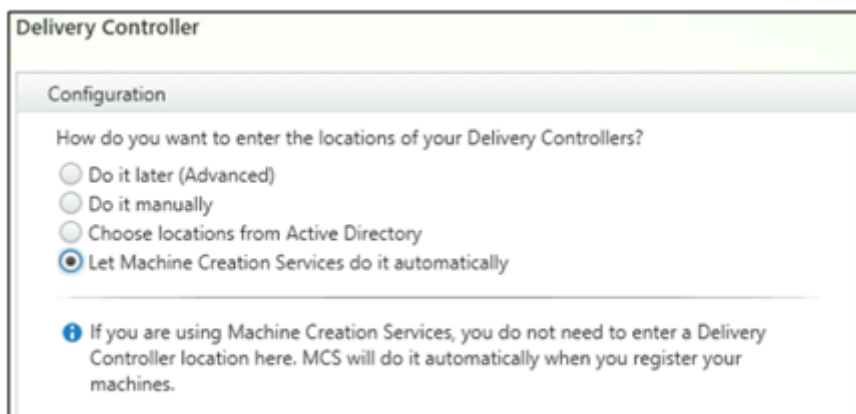 Delivery Controller
Configuration
How do you want to enter the locations of your Delivery Controllers?
Do it later (Advanced)
Do it manually
Choose locations from Active Directory
Let Machine Creation Services do it automatically
If you are using Machine Creation Services, you do not need to enter a Delivery
Controller location here. MCS will do it automatically when you register your
machines.